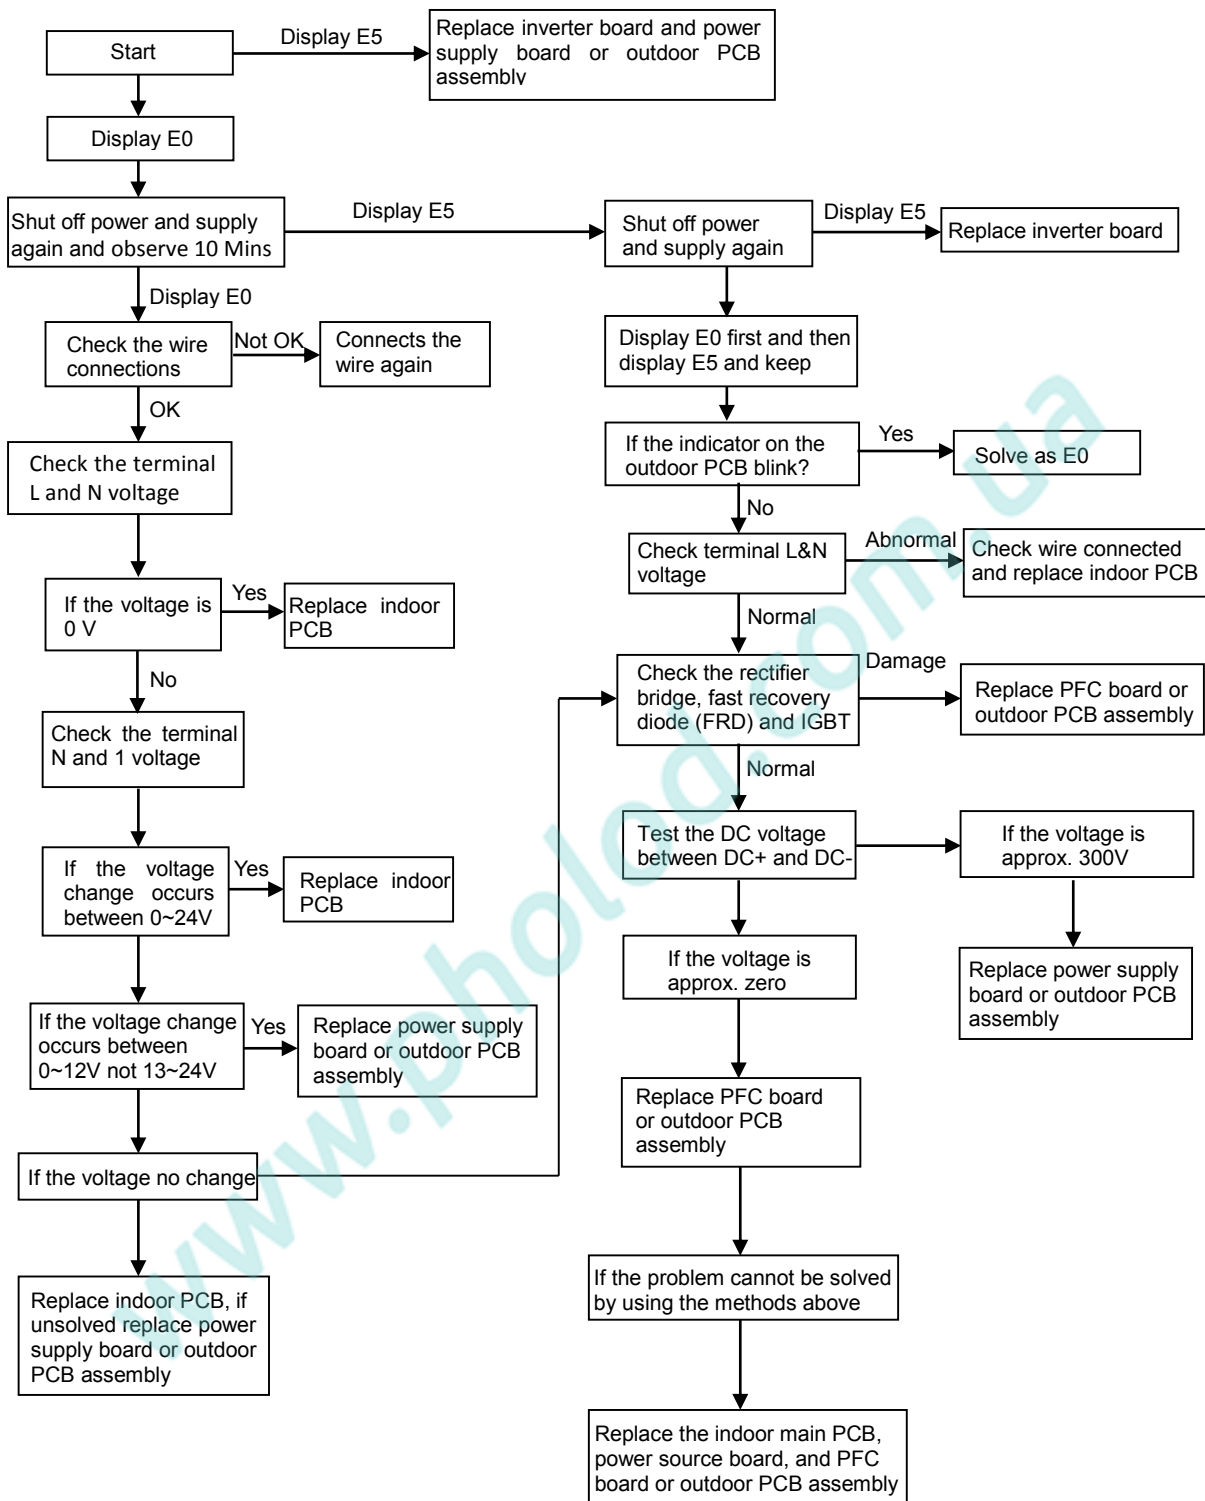 Start
Display E5
Replace inverter board and power
supply board or outdoor PCB
assembly
Display E0
Shut off power and supply
again and observe 10 Mins
Display E5
Shut off power
and supply again
Display E5
Replace inverter board
Display E0
Check the wire
connections
Not OK
Connects the
wire again
Display E0 first and then
display E5 and keep
OK
If the indicator on the
outdoor PCB blink?
Yes
Solve as E0
Check the terminal
L and N voltage
No
Check terminal L&N
voltage
Abnormal
Check wire connected
and replace indoor PCB
If the voltage is
0 V
Yes
Replace indoor
PCB
Normal
No
Check the rectifier
bridge, fast recovery
diode (FRD) and IGBT
Damage
Replace PFC board or
outdoor PCB assembly
Check the terminal
N and 1 voltage
Normal
Test the DC voltage
between DC+ and DC-
If the voltage is
approx. 300V
If the voltage
change occurs
between 0~24V
Yes
Replace indoor
PCB
If the voltage is
approx. zero
Replace power supply
board or outdoor PCB
assembly
If the voltage change
occurs between
0~12V not 13~24V
Yes
Replace power supply
board or outdoor PCB
assembly
Replace PFC board
or outdoor PCB
assembly
If the voltage no change
If the problem cannot be solved
by using the methods above
Replace indoor PCB, if
unsolved replace power
supply board or outdoor
PCB assembly
Replace the indoor main PCB,
power source board, and PFC
board or outdoor PCB assembly
www.pholod.com.ua